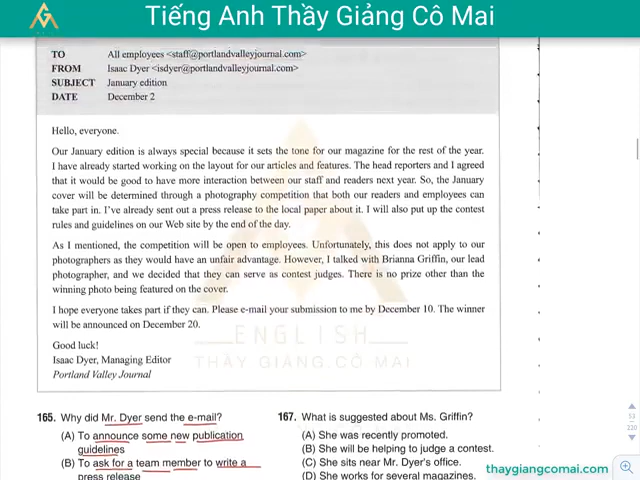 Tiếng Anh Thầy Giảng Cô Mai
TO All employees <staff@portlandvalleyjournal.com>
FROM Isaac Dyer <isdyer@portlandvalleyjournal.com>
SUBJECT January edition
DATE December 2
Hello, everyone.
Our January edition is always special because it sets the tone for our magazine for the rest of the year.
I have already started working on the layout for our articles and features. The head reporters and I agreed
that it would be good to have more interaction between our staff and readers next year. So, the January
cover will be determined through a photography competition that both our readers and employees can
take part in. I've already sent out a press release to the local paper about it. I will also put up the contest
rules and guidelines on our Web site by the end of the day.
As I mentioned, the competition will be open to employees. Unfortunately, this does not apply to our
photographers as they would have an unfair advantage. However, I talked with Brianna Griffin, our lead
photographer, and we decided that they can serve as contest judges. There is no prize other than the
winning photo being featured on the cover.
I hope everyone takes part if they can. Please e-mail your submission to me by December 10. The winner
will be announced on December 20.
Good luck!
Isaac Dyer, Managing Editor
Portland Valley Journal
ENGLISH
THẦY GIẢNG.CÔ MAI
165. Why did Mr. Dyer send the e-mail?
(A) To announce some new publication
guidelines
(B) To ask for a team member to write a
press release
167. What is suggested about Ms. Griffin?
(A) She was recently promoted.
(B) She will be helping to judge a contest.
(C) She sits near Mr. Dyer's office.
(D) She works for several magazines.
53
220
thaygiangcomai.com